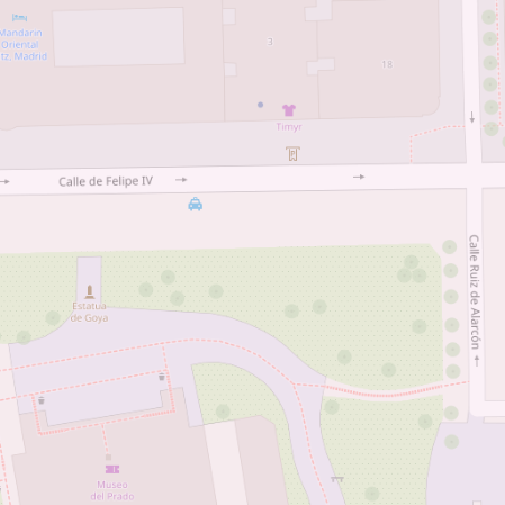 Mandarin
Oriental
tz, Madrid
3
18
Timyr
Calle de Felipe IV
Calle Ruiz de Alarcón
Estatua
de Goya
Museo
del Prado